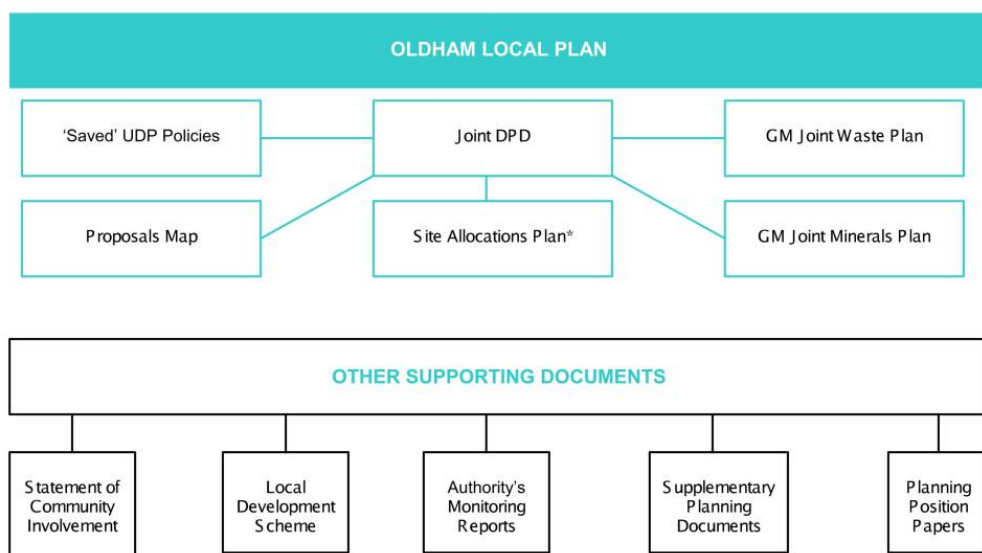 OLDHAM LOCAL PLAN
‘Saved’ UDP Policies
Joint DPD
GM Joint Waste Plan
Proposals Map
Site Allocations Plan*
GM Joint Minerals Plan
OTHER SUPPORTING DOCUMENTS
Statement of
Community
Involvement
Local
Development
Scheme
Authority's
Monitoring
Reports
Supplementary
Planning
Documents
Planning
Position
Papers